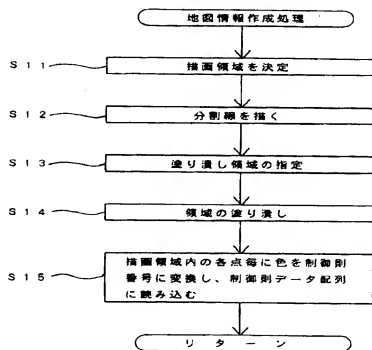 地図情報作成処理
S11
描画領域を決定
S12
分割線を描く
S13
塗り潰し領域の指定
S14
領域の塗り潰し
S15
描画領域内の各点毎に色を制御則
番号に変換し、制御則データ配列
に読み込む
リターン